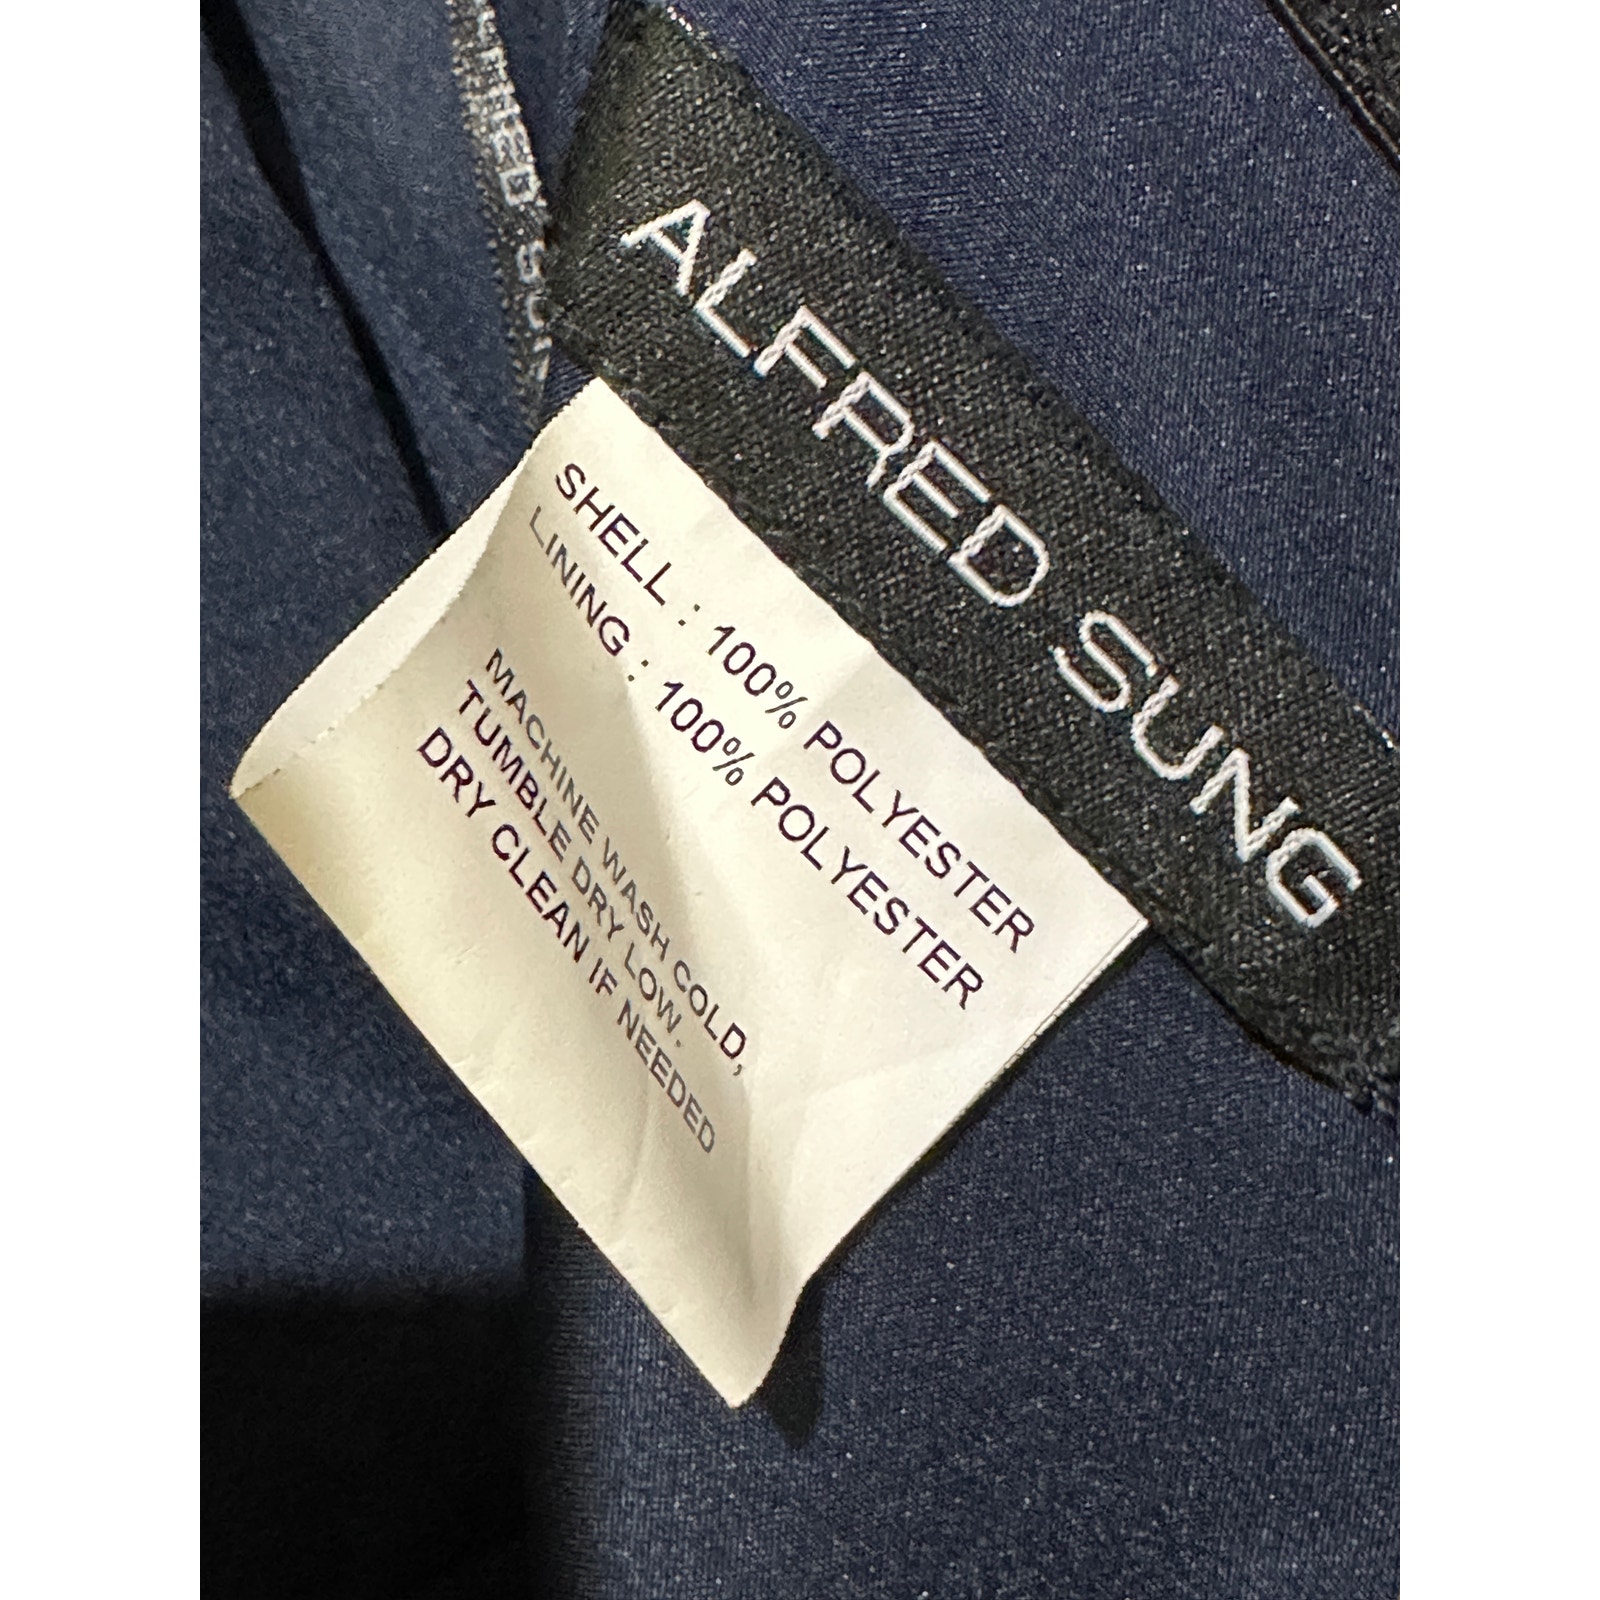 ALFRED SUNG
SHELL : 100% POLYESTER
LINING : 100% POLYESTER
MACHINE WASH COLD,
TUMBLE DRY LOW.
DRY CLEAN IF NEEDED